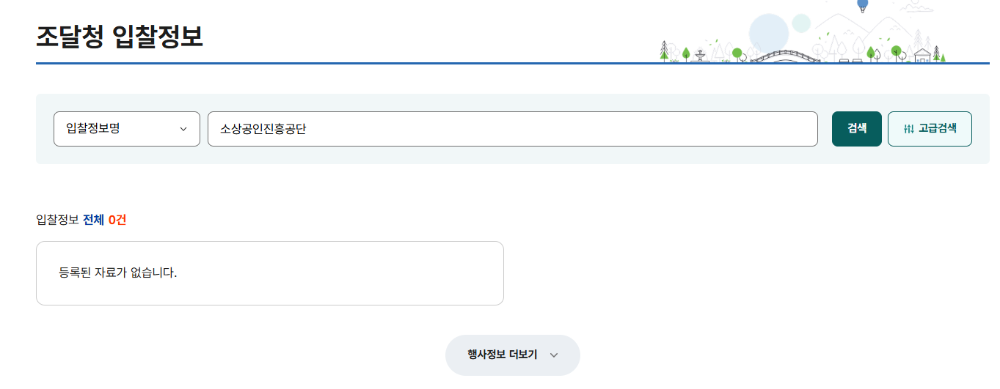 조달청 입찰정보
입찰정보명
소상공인진흥공단
검색
고급검색
입찰정보 전체 0건
등록된 자료가 없습니다.
행사정보 더보기